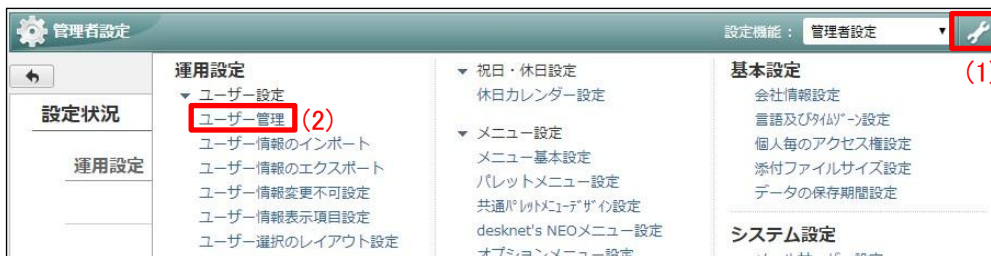 管理者設定
設定機能： 管理者設定
(1)
設定状況
運用設定
運用設定
ユーザー設定
ユーザー管理 (2)
ユーザー情報のインポート
ユーザー情報のエクスポート
ユーザー情報変更不可設定
ユーザー情報表示項目設定
ユーザー選択のレイアウト設定
祝日・休日設定
休日カレンダー設定
メニュー設定
メニュー基本設定
パレットメニュー設定
共通ﾊﾟﾚｯﾄﾒﾆｭｰﾃﾞｻﾞｲﾝ設定
desknet's NEOメニュー設定
オプションメニュー設定
基本設定
会社情報設定
言語及びﾀｲﾑｿﾞｰﾝ設定
個人毎のアクセス権設定
添付ファイルサイズ設定
データの保存期間設定
システム設定